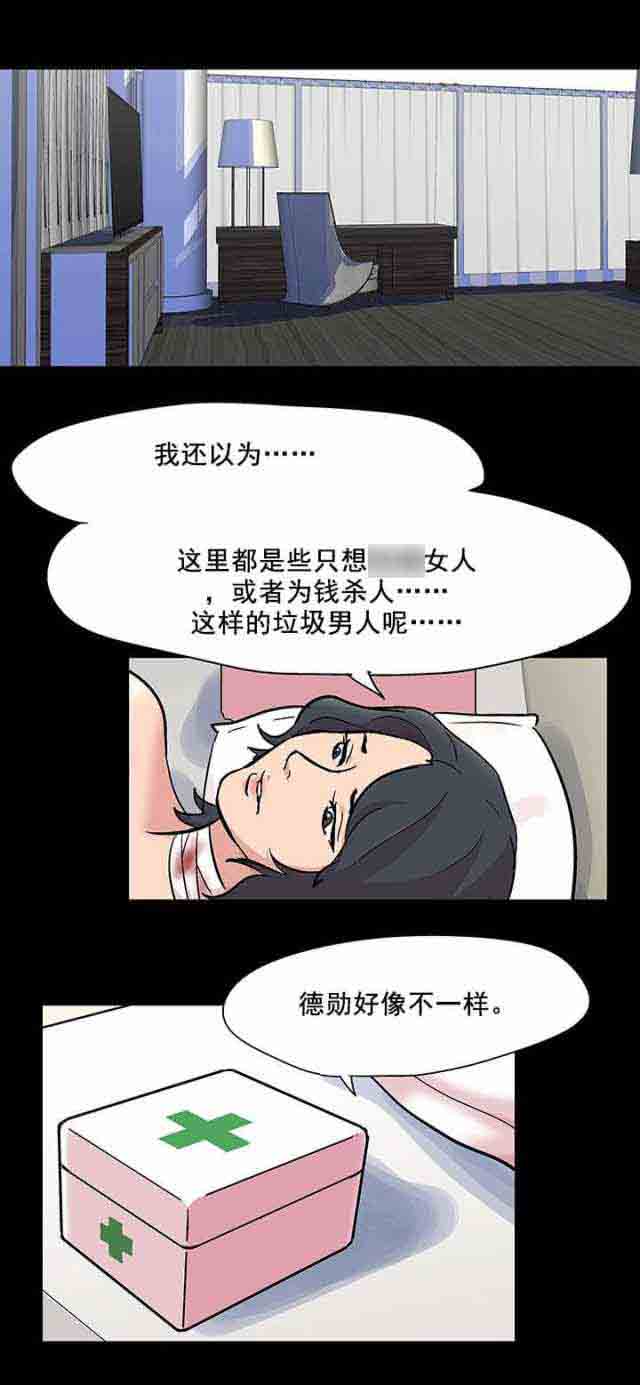 我还以为……
这里都是些只想女人
，或者为钱杀人……
这样的垃圾男人呢……
德勋好像不一样。